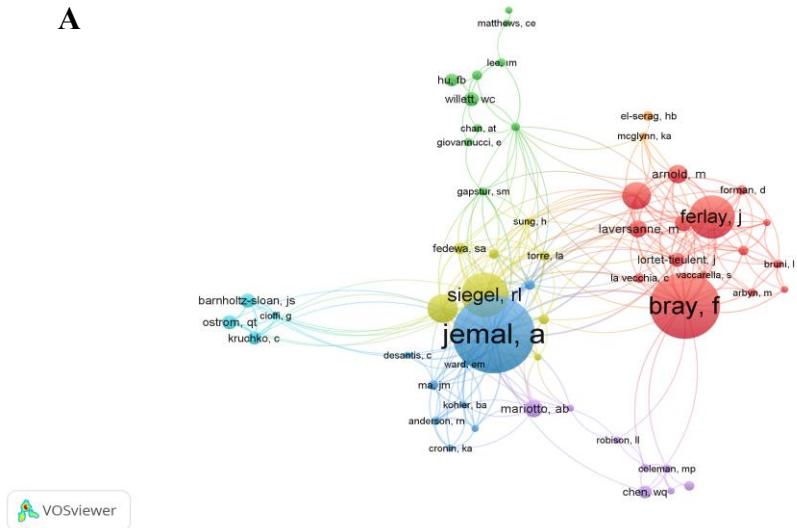 A
matthews, ce
lee, im
hu, fb
willett, wc
chan, at
giovannucci, e
gapstur, sm
el-serag, hb
mcglynn, ka
arnold, m
forman, d
ferlay, j
laversanne, m
sung, h
fedewa, sa
torre, la
lortet-tieulent, j
bruni, l
la vecchia, c
vaccarella, s
arbyn, m
siegel, rl
bray, f
jemal, a
barnholtz-sloan, js
cioffi, g
ostrom, qt
kruchko, c
desantis, c
ward, em
ma, jm
kohler, ba
mariotto, ab
anderson, rn
cronin, ka
robison, ll
coleman, mp
chen, wq
VOSviewer